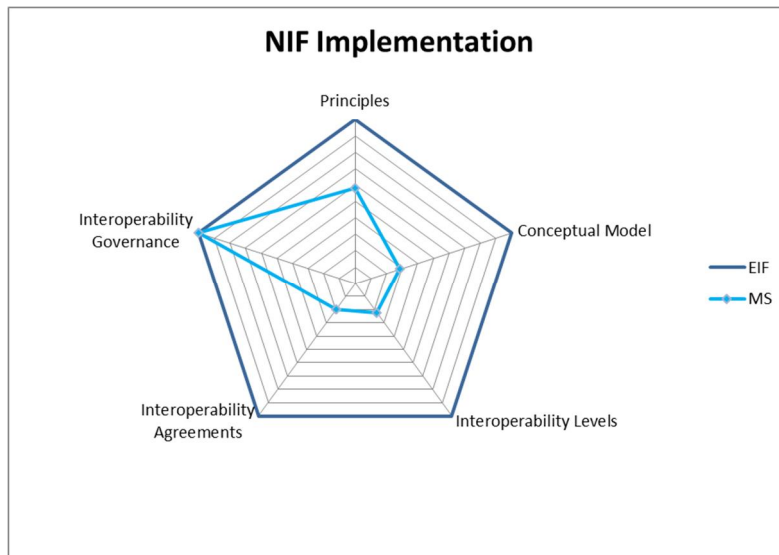 NIF Implementation
Principles
Interoperability
Governance
Conceptual Model
EIF
MS
Interoperability
Agreements
Interoperability Levels